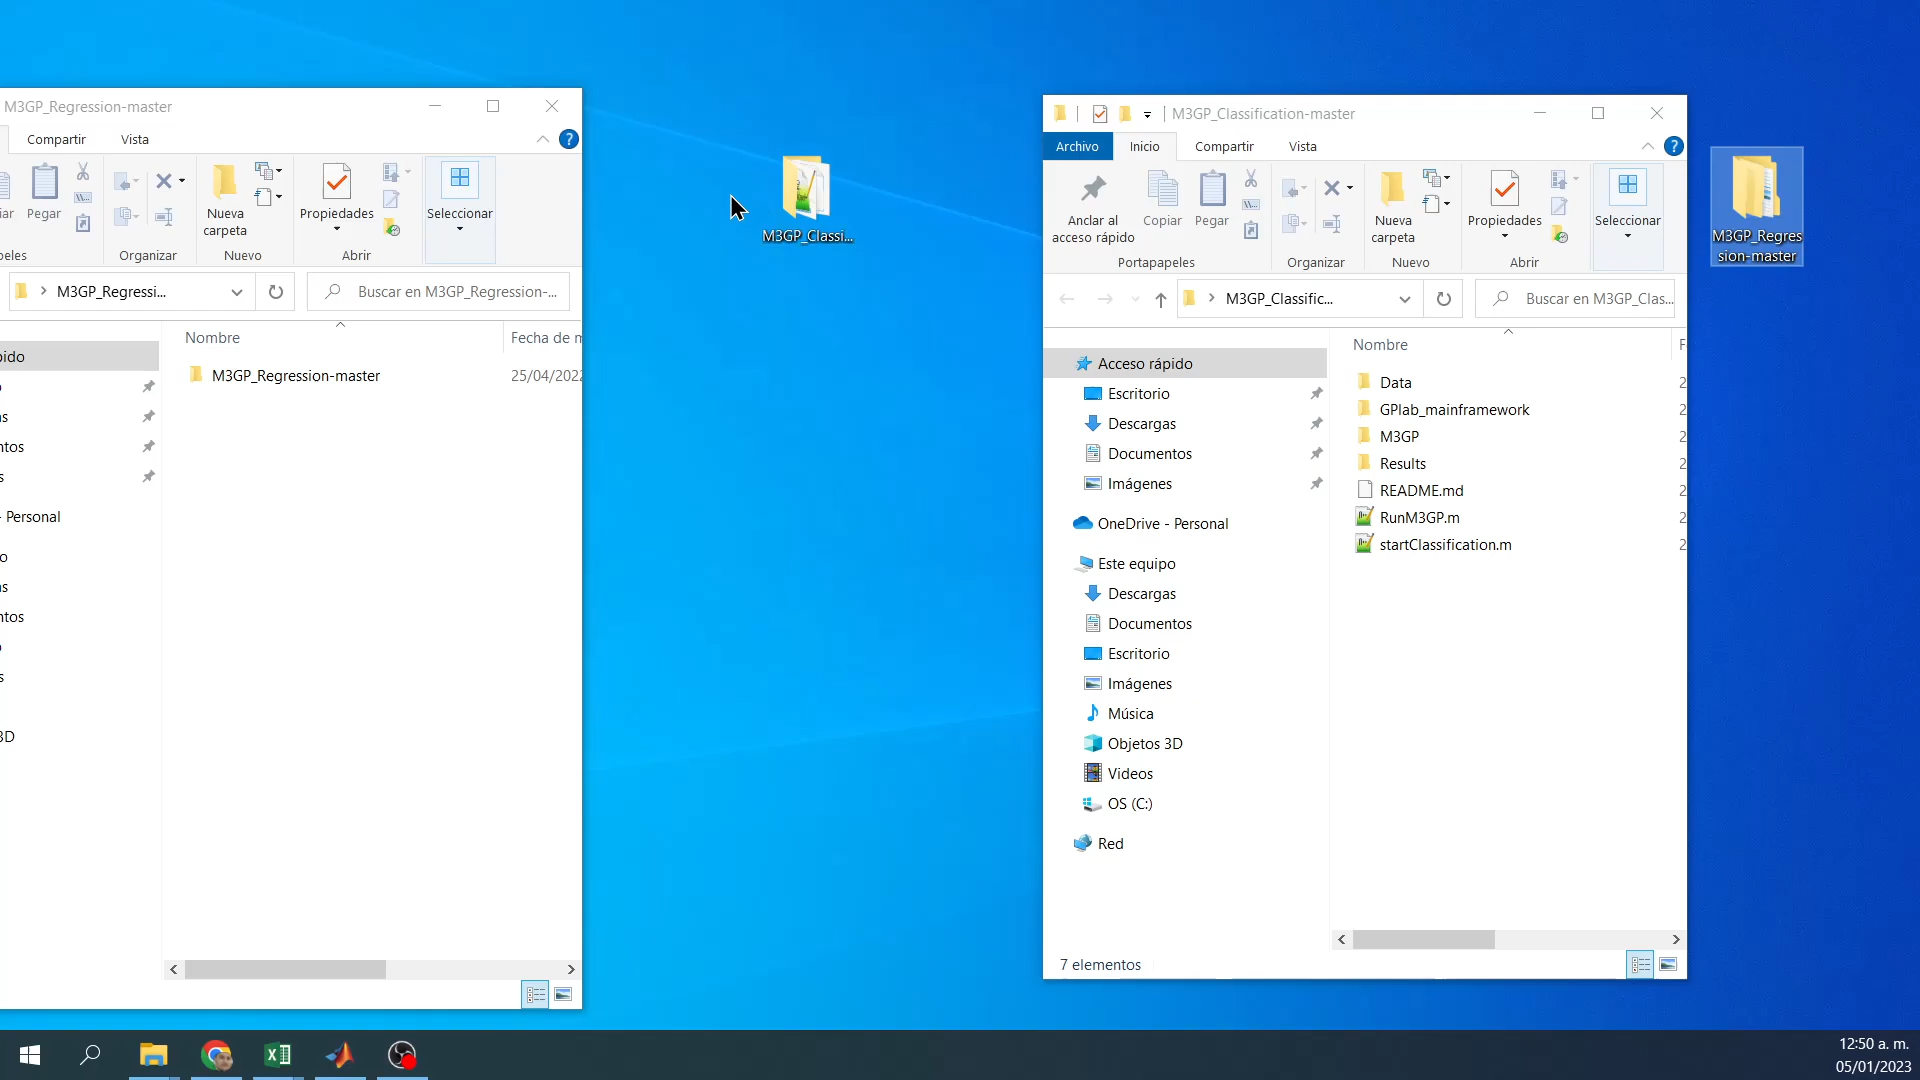 M3GP_Regression-master
Compartir
Vista
Pegar
Nueva
carpeta
Propiedades
Seleccionar
Organizar
Nuevo
Abrir
M3GP_Regressi...
Buscar en M3GP_Regression-...
Nombre
Fecha de m
M3GP_Regression-master
25/04/2022
ido
ntos
- Personal
ntos
3D
M3GP_Classi...
M3GP_Classification-master
Archivo
Inicio
Compartir
Vista
Anclar al
acceso rápido
Copiar
Pegar
Nueva
carpeta
Propiedades
Seleccionar
Portapapeles
Organizar
Nuevo
Abrir
M3GP_Classific...
Buscar en M3GP_Clas...
Acceso rápido
Escritorio
Descargas
Documentos
Imágenes
OneDrive - Personal
Este equipo
Descargas
Documentos
Escritorio
Imágenes
Música
Objetos 3D
Videos
OS (C:)
Red
Nombre
Data
GPlab_mainframework
M3GP
Results
README.md
RunM3GP.m
startClassification.m
7 elementos
M3GP_Regres
sion-master
12:50 a. m.
05/01/2023